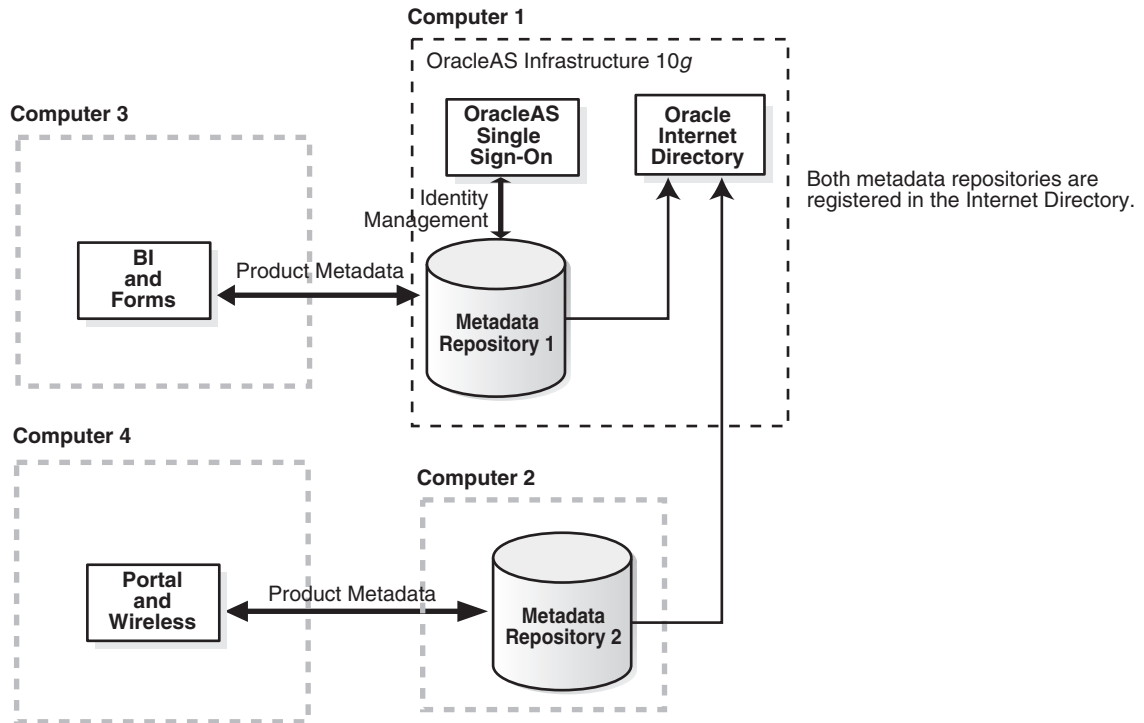 Computer 1
OracleAS Infrastructure 10g
Computer 3
OracleAS
Single
Sign-On
Oracle
Internet
Directory
Both metadata repositories are
registered in the Internet Directory.
Identity
Management
BI
and
Forms
Product Metadata
Metadata
Repository 1
Computer 4
Computer 2
Portal
and
Wireless
Product Metadata
Metadata
Repository 2